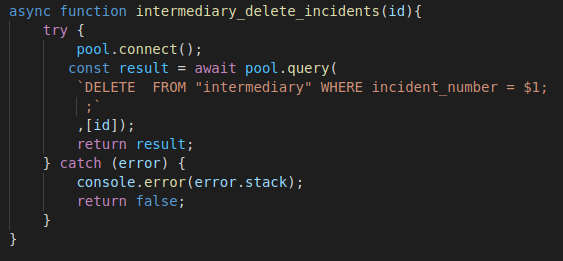 async function intermediary_delete_incidents(id){
try {
pool.connect();
const result = await pool.query(
`DELETE  FROM "intermediary" WHERE incident_number = $1;
;`
,[id]);
return result;
} catch (error) {
console.error(error.stack);
return false;
}
}